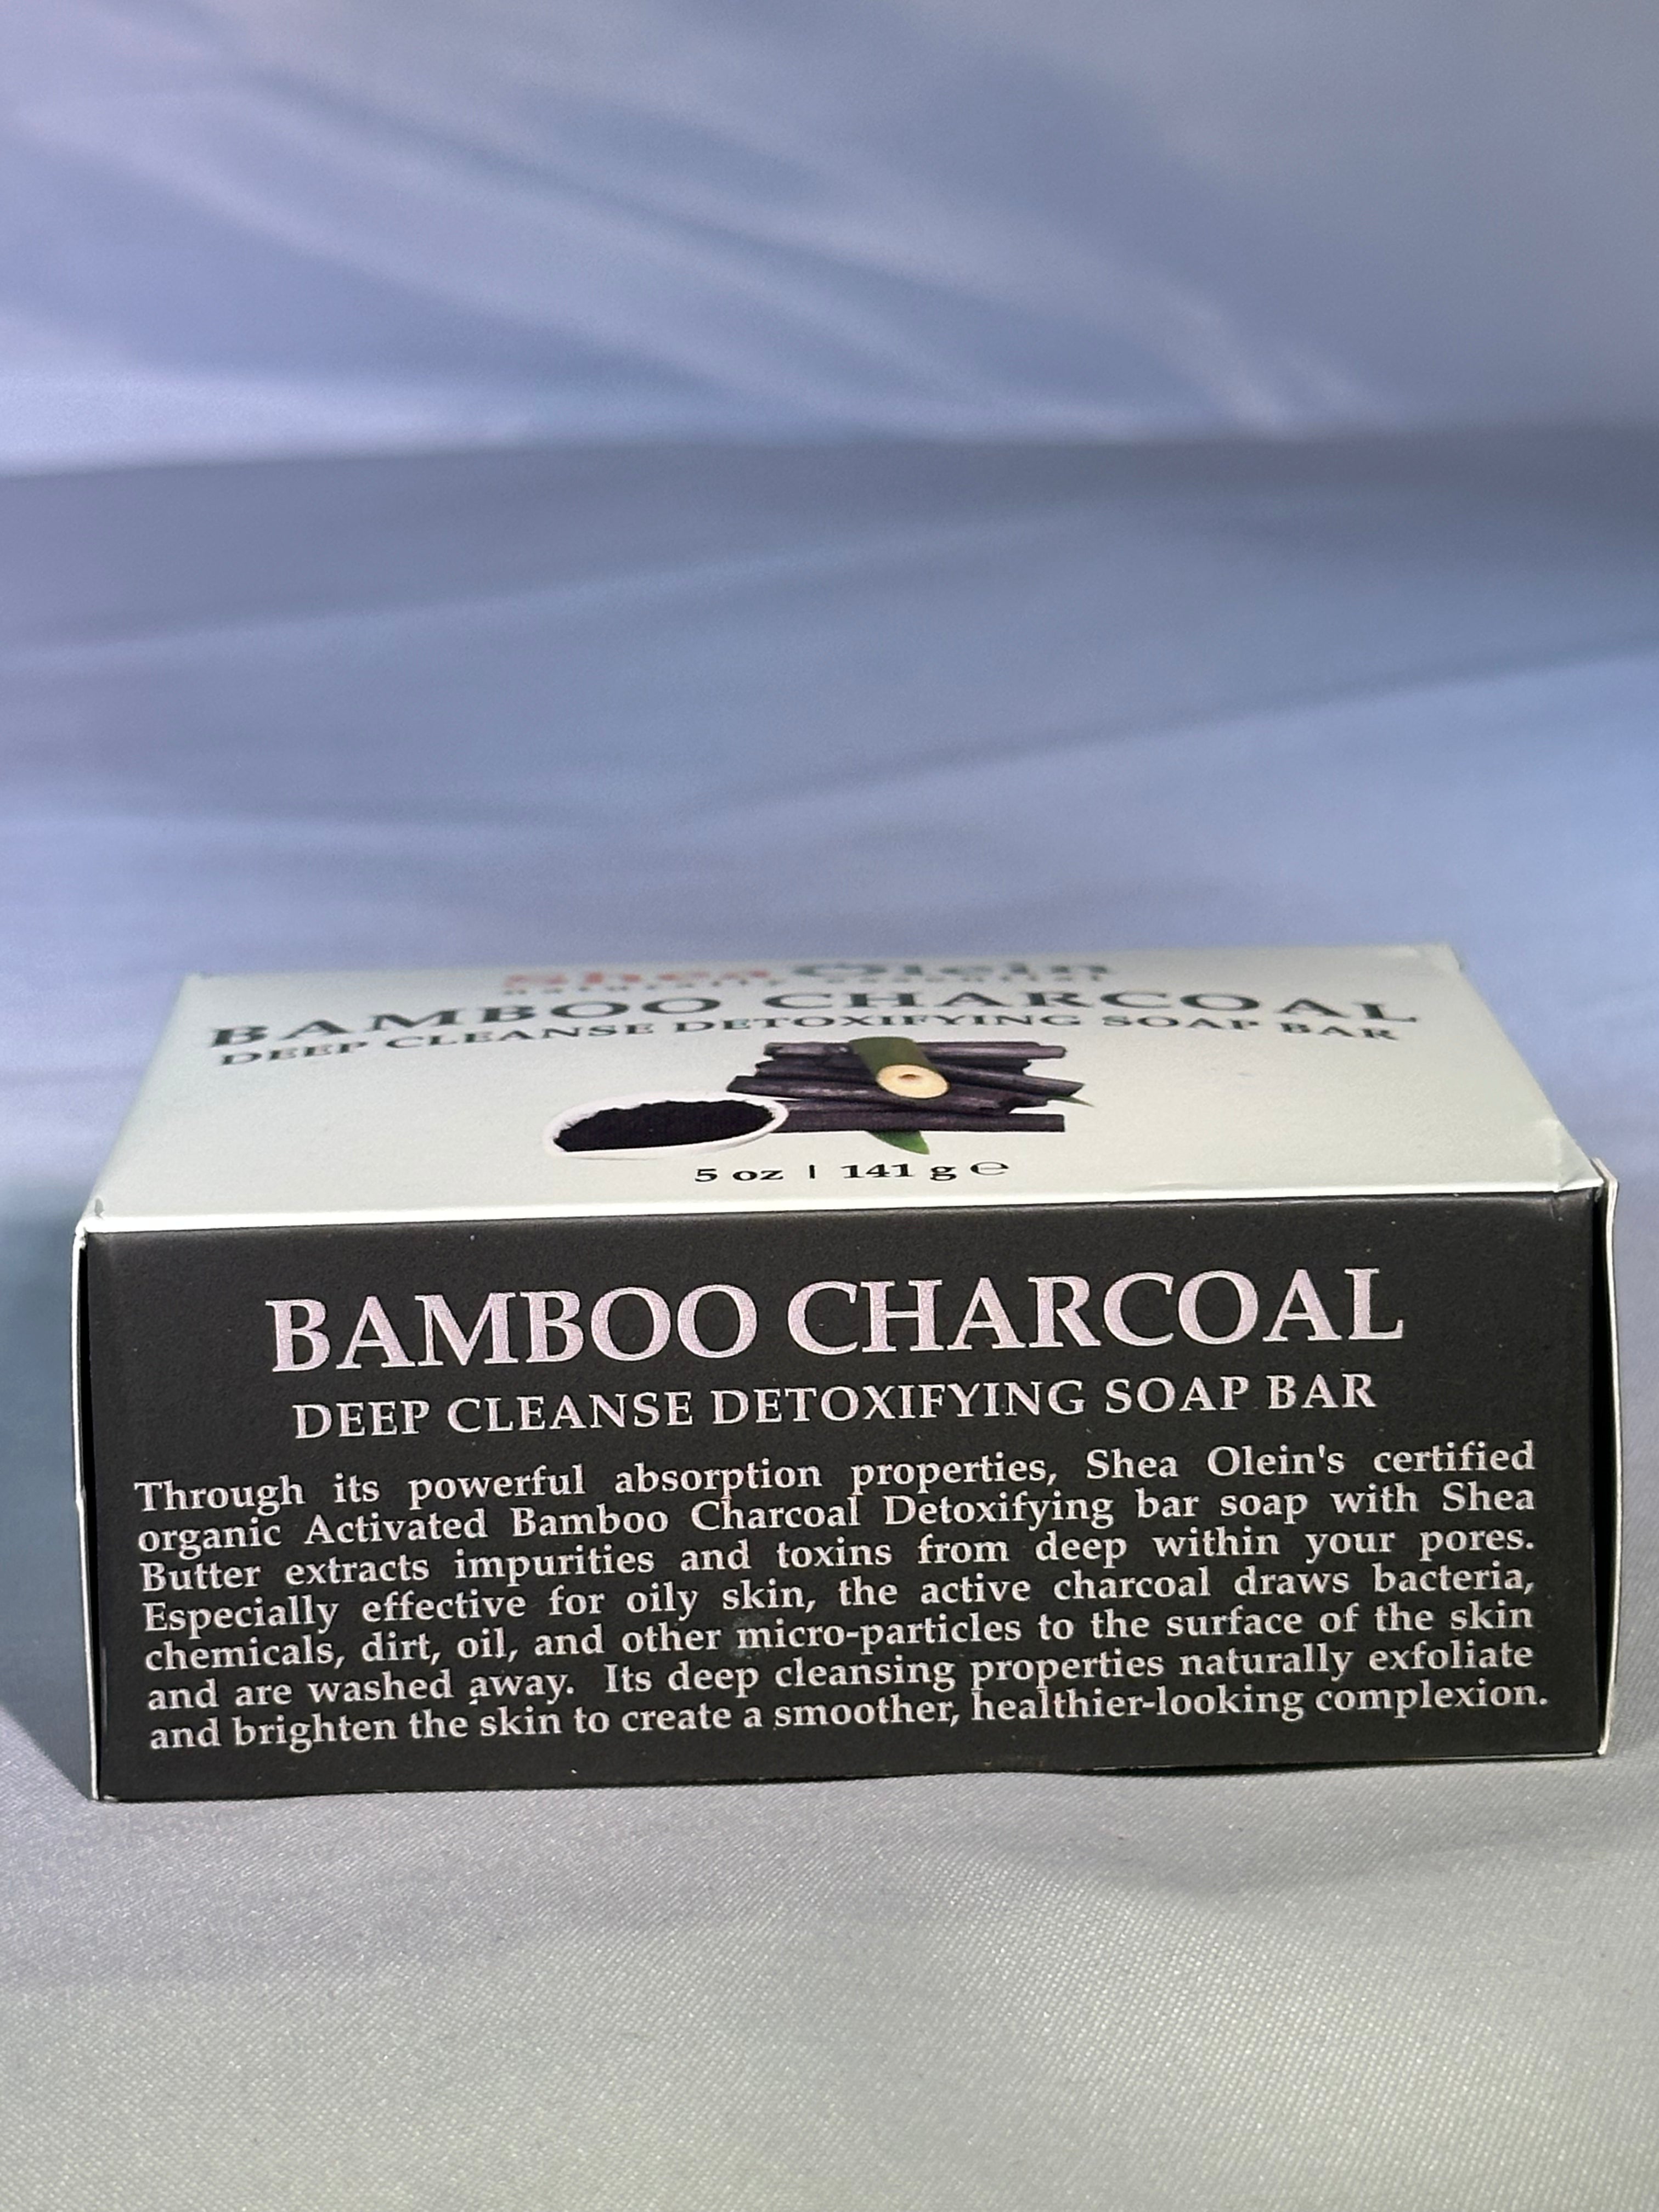 Shea Olein
naturally essential
BAMBOO CHARCOAL
DEEP CLEANSE DETOXIFYING SOAP BAR
5 oz | 141 g ℮
BAMBOO CHARCOAL
DEEP CLEANSE DETOXIFYING SOAP BAR
Through its powerful absorption properties, Shea Olein's certified
organic Activated Bamboo Charcoal Detoxifying bar soap with Shea
Butter extracts impurities and toxins from deep within your pores.
Especially effective for oily skin, the active charcoal draws bacteria,
chemicals, dirt, oil, and other micro-particles to the surface of the skin
and are washed away. Its deep cleansing properties naturally exfoliate
and brighten the skin to create a smoother, healthier-looking complexion.